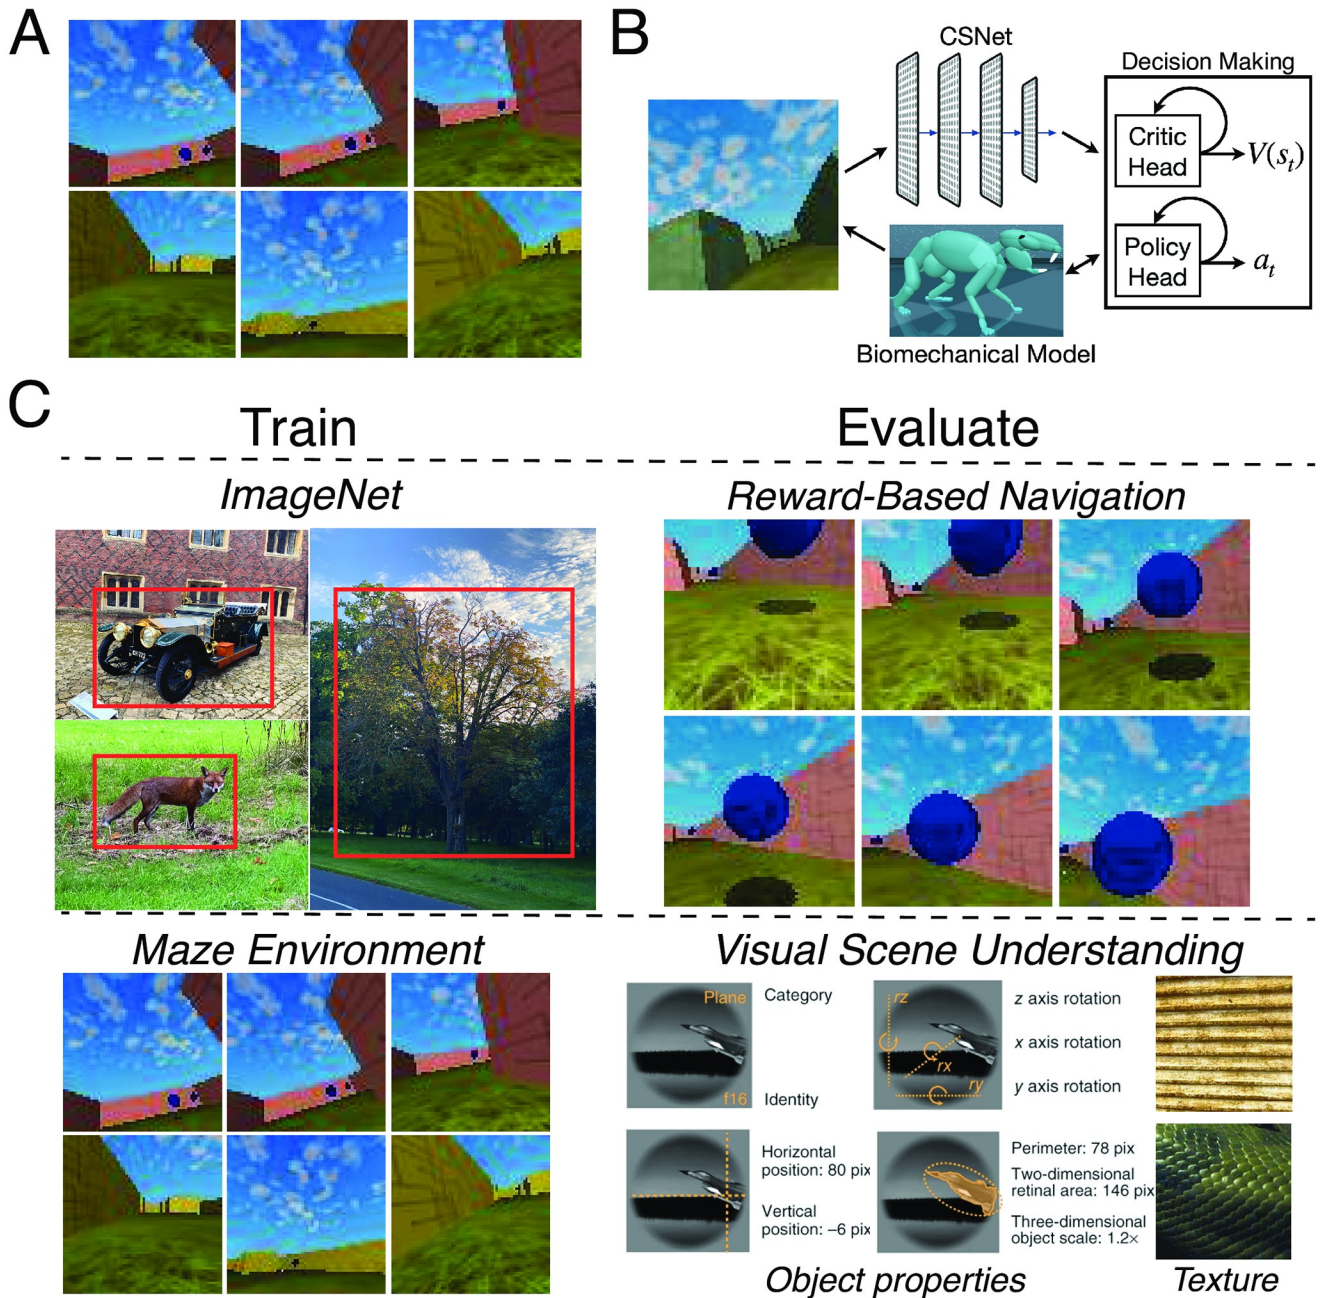 A
B
CSNet
Decision Making
Critic
Head
V(sₜ)
Policy
Head
aₜ
Biomechanical Model
C
Train
Evaluate
ImageNet
Reward-Based Navigation
Maze Environment
Visual Scene Understanding
Plane
Category
f16
Identity
rz
rx
ry
z axis rotation
x axis rotation
y axis rotation
Horizontal
position: 80 pix
Vertical
position: –6 pix
Perimeter: 78 pix
Two-dimensional
retinal area: 146 pix
Three-dimensional
object scale: 1.2×
Object properties
Texture